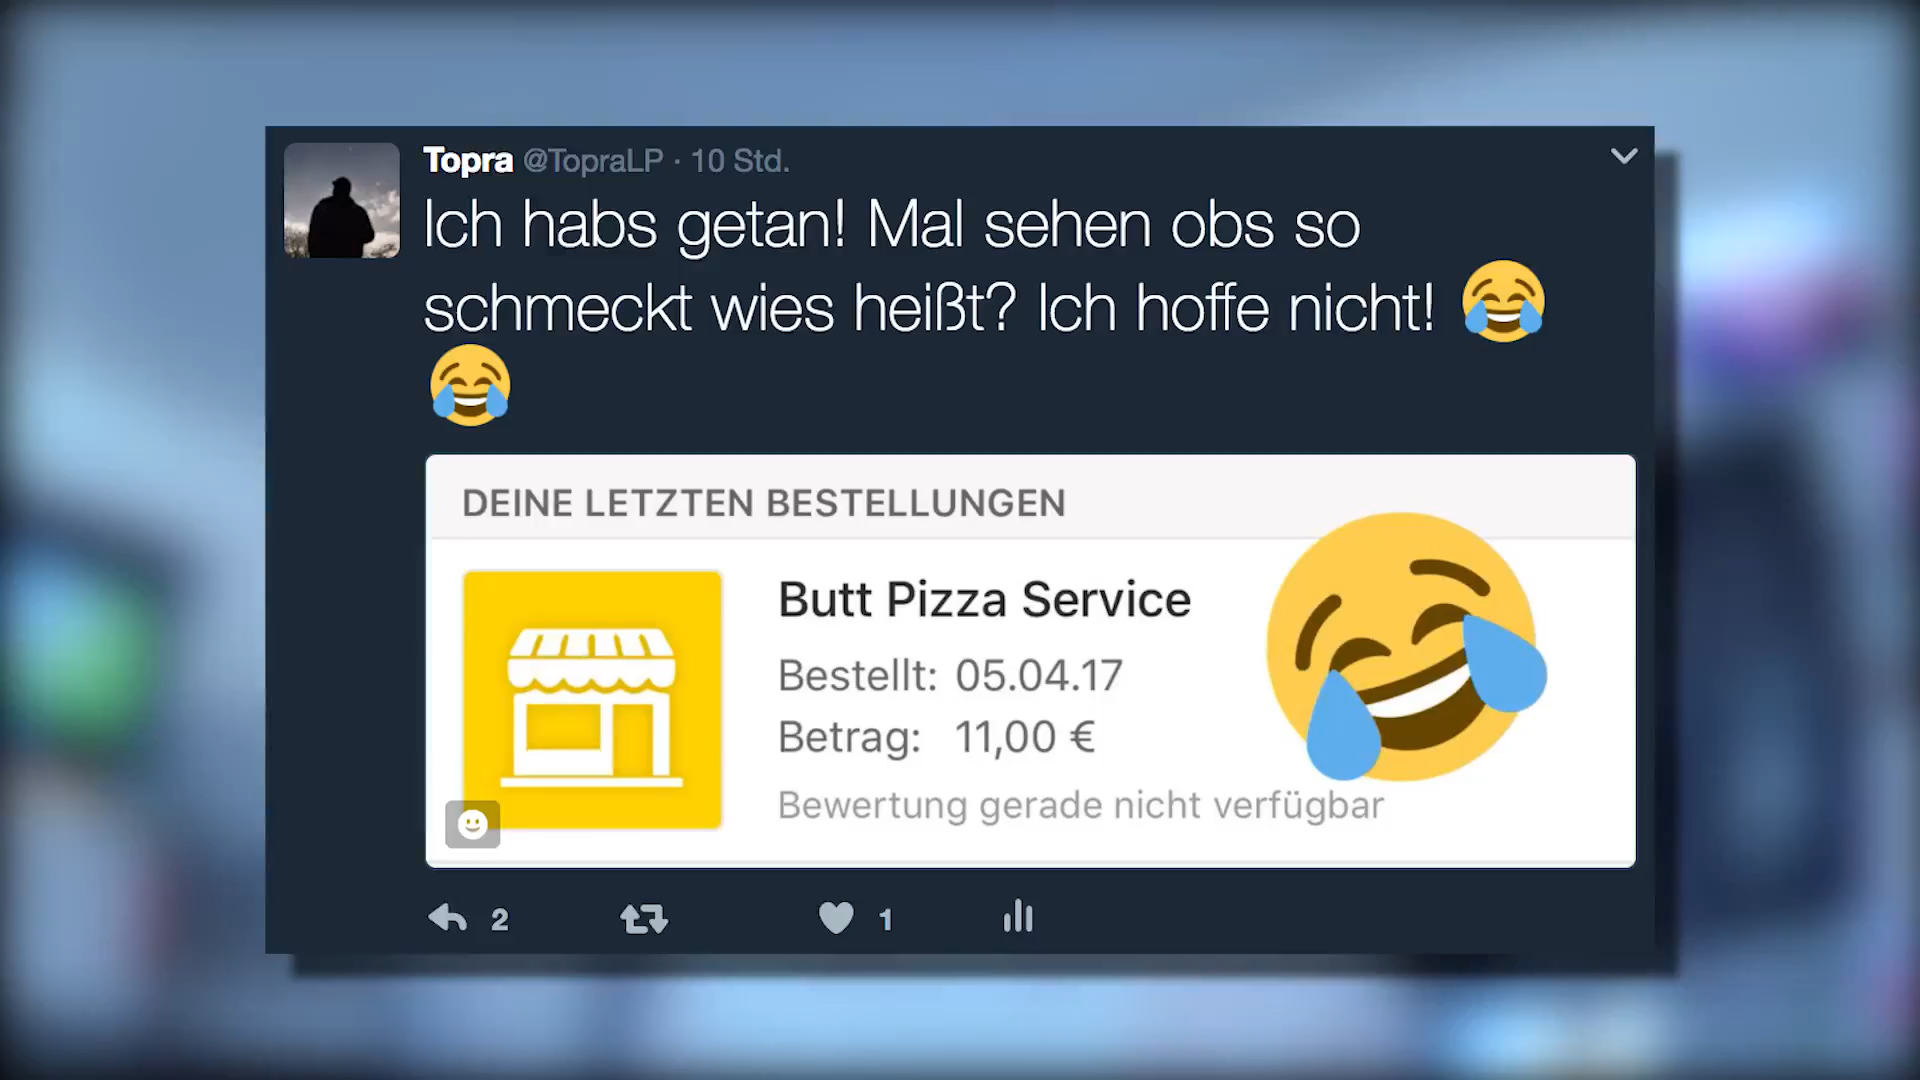 Topra @TopraLP · 10 Std.
Ich habs getan! Mal sehen obs so
schmeckt wies heißt? Ich hoffe nicht! 😂
😂
DEINE LETZTEN BESTELLUNGEN
Butt Pizza Service
Bestellt: 05.04.17
Betrag: 11,00 €
Bewertung gerade nicht verfügbar
2 1